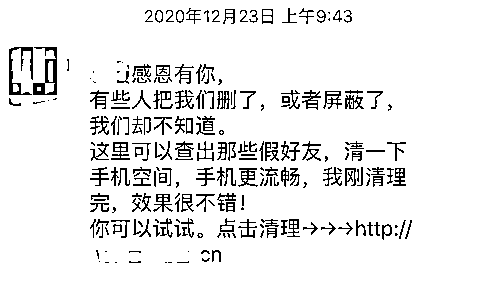 2020年12月23日 上午9:43
感恩有你，
有些人把我们删了，或者屏蔽了，
我们却不知道。
这里可以查出那些假好友，清一下
手机空间，手机更流畅，我刚清理
完，效果很不错！
你可以试试。点击清理→→→http://
cn